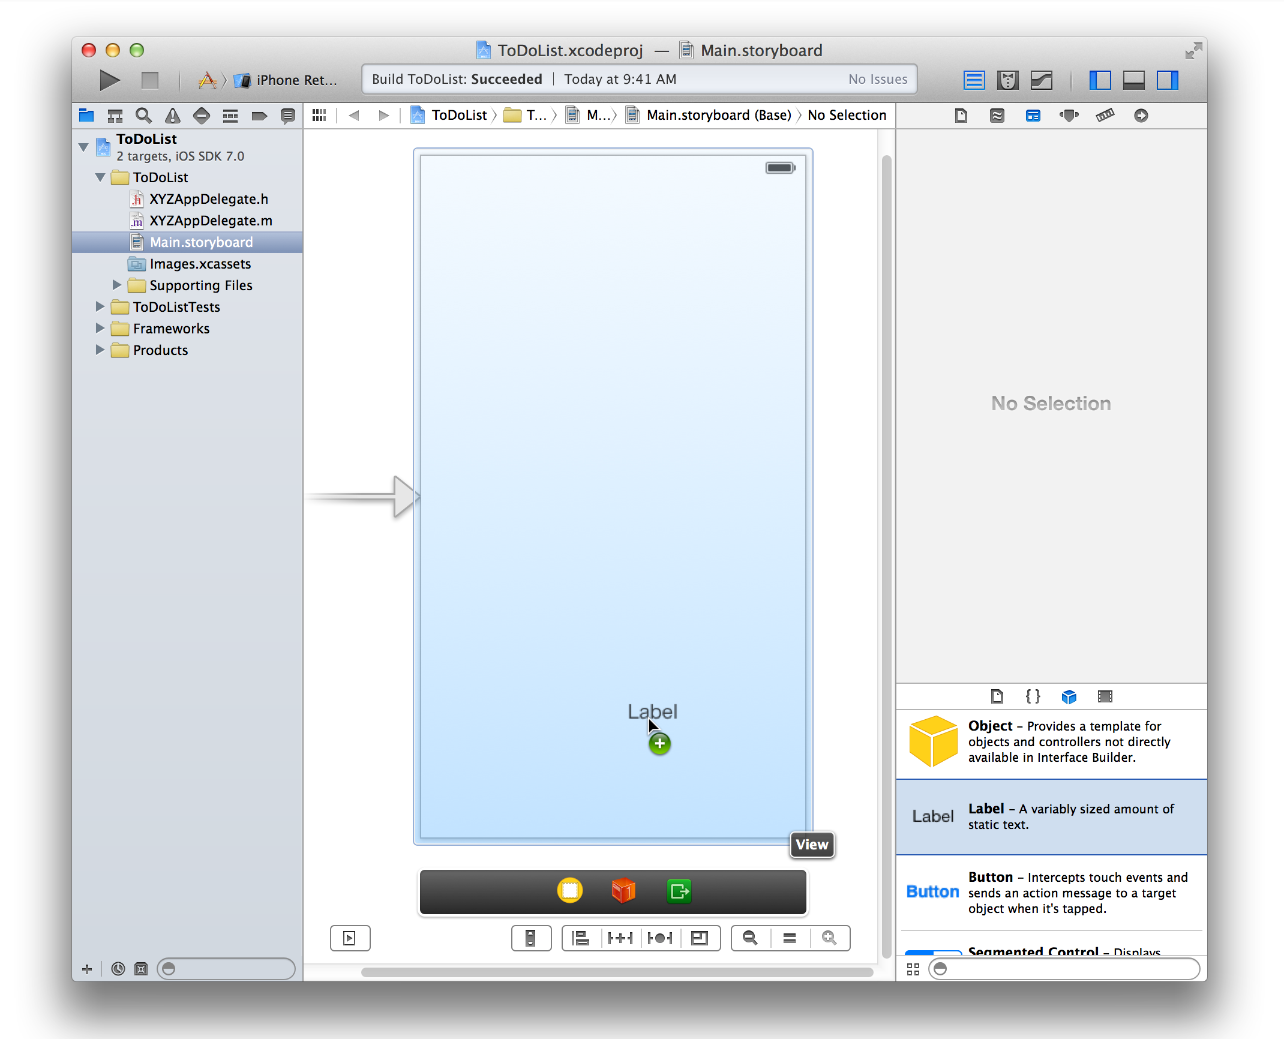 ToDoList.xcodeproj — Main.storyboard
iPhone Ret...
Build ToDoList: Succeeded | Today at 9:41 AM
No Issues
ToDoList
T...
M...
Main.storyboard (Base)
No Selection
ToDoList
2 targets, iOS SDK 7.0
ToDoList
XYZAppDelegate.h
XYZAppDelegate.m
Main.storyboard
Images.xcassets
Supporting Files
ToDoListTests
Frameworks
Products
Label
View
No Selection
Object – Provides a template for
objects and controllers not directly
available in Interface Builder.
Label
Label – A variably sized amount of
static text.
Button
Button – Intercepts touch events and
sends an action message to a target
object when it's tapped.
Segmented Control – Displays